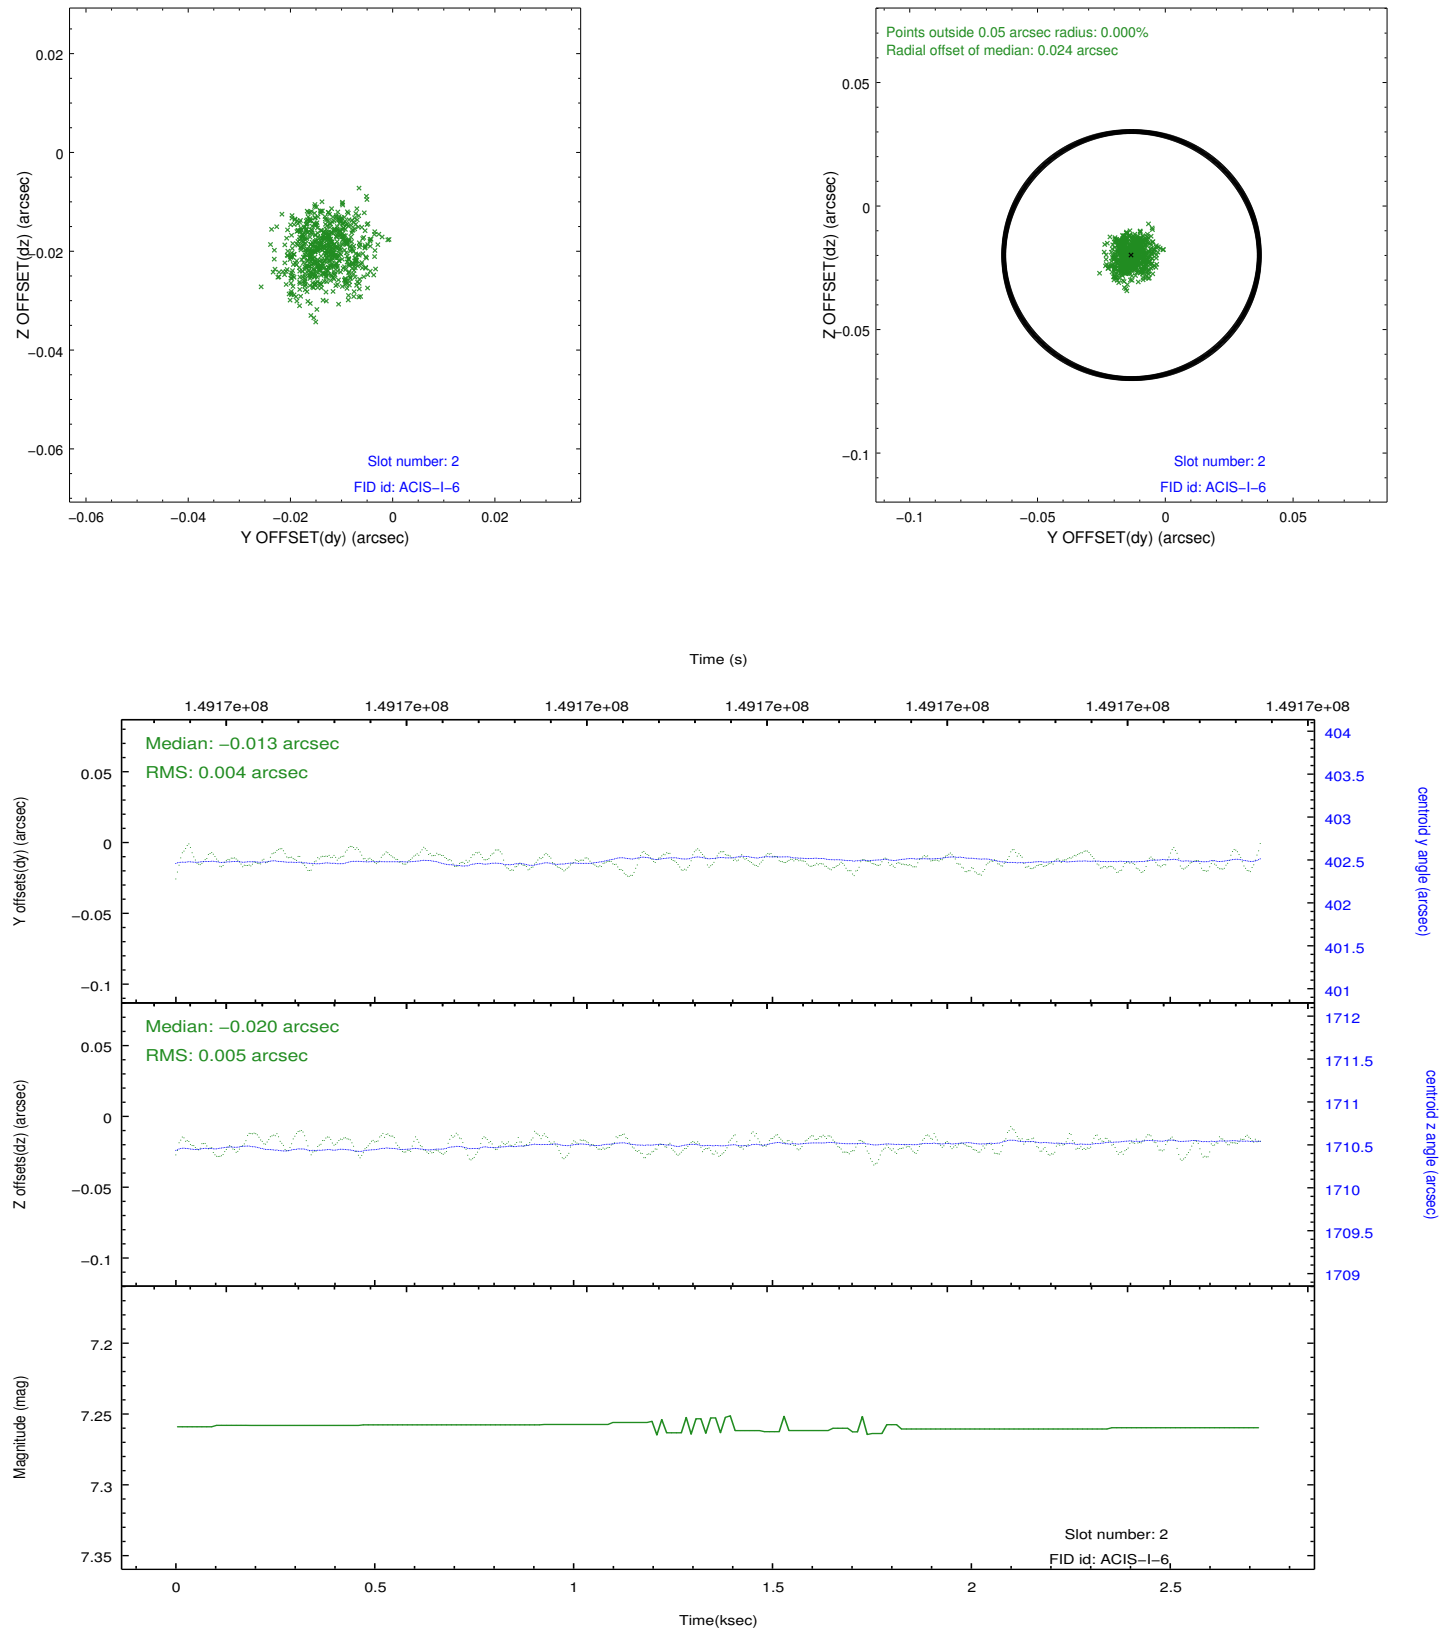 0.02
0
−0.02
−0.04
−0.06
Z OFFSET(dz) (arcsec)
Slot number: 2
FID id: ACIS−I−6
−0.06
−0.04
−0.02
0
0.02
Y OFFSET(dy) (arcsec)
Points outside 0.05 arcsec radius: 0.000%
Radial offset of median: 0.024 arcsec
0.05
0
−0.05
−0.1
Z OFFSET(dz) (arcsec)
Slot number: 2
FID id: ACIS−I−6
−0.1
−0.05
0
0.05
Y OFFSET(dy) (arcsec)
Time (s)
1.4917e+08
1.4917e+08
1.4917e+08
1.4917e+08
1.4917e+08
1.4917e+08
1.4917e+08
Median: −0.013 arcsec
RMS: 0.004 arcsec
0.05
0
−0.05
−0.1
Y offsets(dy) (arcsec)
404
403.5
403
402.5
402
401.5
401
centroid y angle (arcsec)
Median: −0.020 arcsec
RMS: 0.005 arcsec
0.05
0
−0.05
−0.1
Z offsets(dz) (arcsec)
1712
1711.5
1711
1710.5
1710
1709.5
1709
centroid z angle (arcsec)
7.2
7.25
7.3
7.35
Magnitude (mag)
Slot number: 2
FID id: ACIS−I−6
0
0.5
1
1.5
2
2.5
Time(ksec)